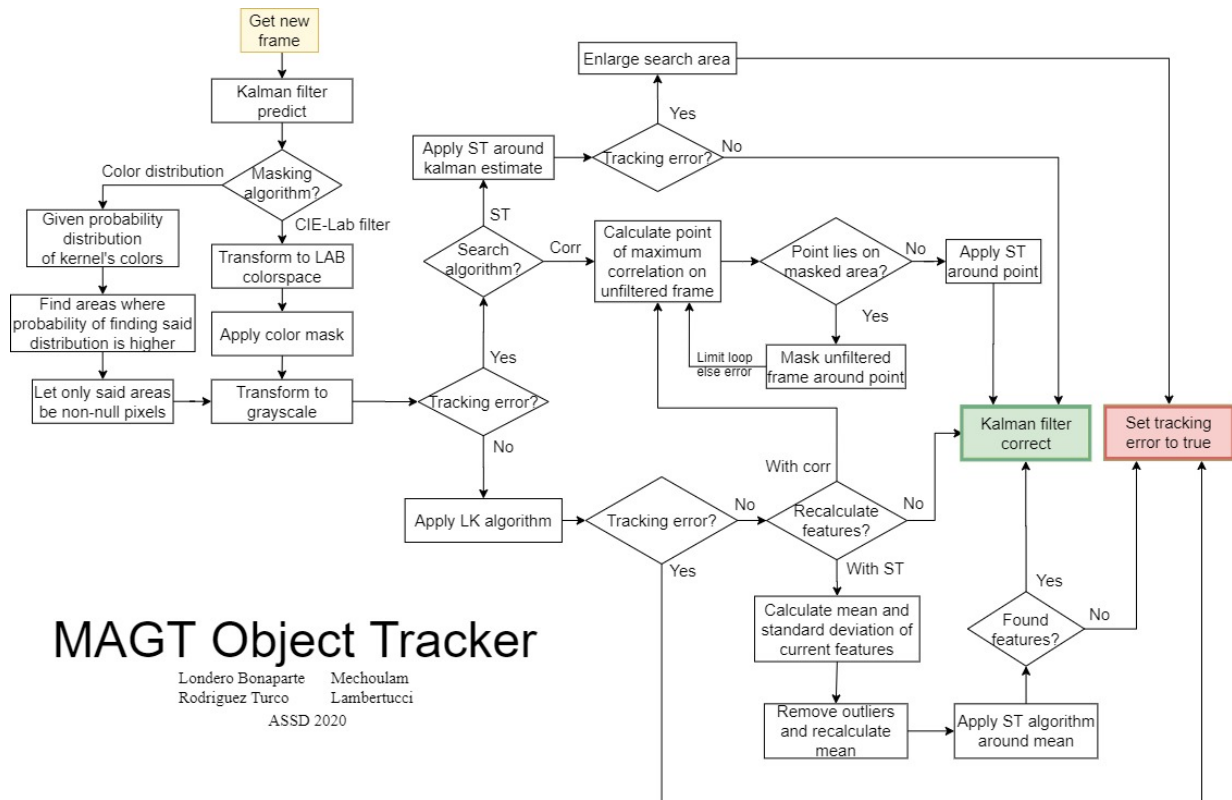 Get new
frame
Kalman filter
predict
Masking
algorithm?
Color distribution
CIE-Lab filter
Given probability
distribution
of kernel's colors
Find areas where
probability of finding said
distribution is higher
Let only said areas
be non-null pixels
Transform to LAB
colorspace
Apply color mask
Transform to
grayscale
Tracking error?
Yes
No
Search
algorithm?
ST
Corr
Apply ST around
kalman estimate
Tracking error?
Yes
No
Enlarge search area
Calculate point
of maximum
correlation on
unfiltered frame
Point lies on
masked area?
No
Yes
Apply ST
around point
Mask unfiltered
frame around point
Limit loop
else error
Kalman filter
correct
Set tracking
error to true
Apply LK algorithm
Tracking error?
No
Yes
Recalculate
features?
With corr
No
With ST
Calculate mean and
standard deviation of
current features
Remove outliers
and recalculate
mean
Apply ST algorithm
around mean
Found
features?
Yes
No
MAGT Object Tracker
Londero Bonaparte Mechoulam
Rodriguez Turco Lambertucci
ASSD 2020